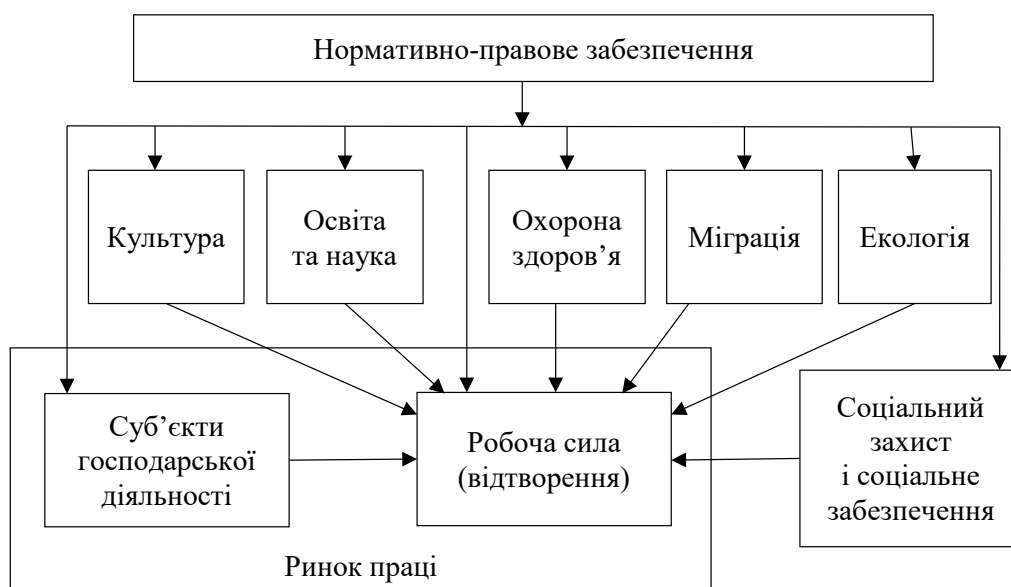 Нормативно-правове забезпечення
Культура
Освіта
та наука
Охорона
здоров’я
Міграція
Екологія
Суб’єкти
господарської
діяльності
Робоча сила
(відтворення)
Соціальний
захист
і соціальне
забезпечення
Ринок праці